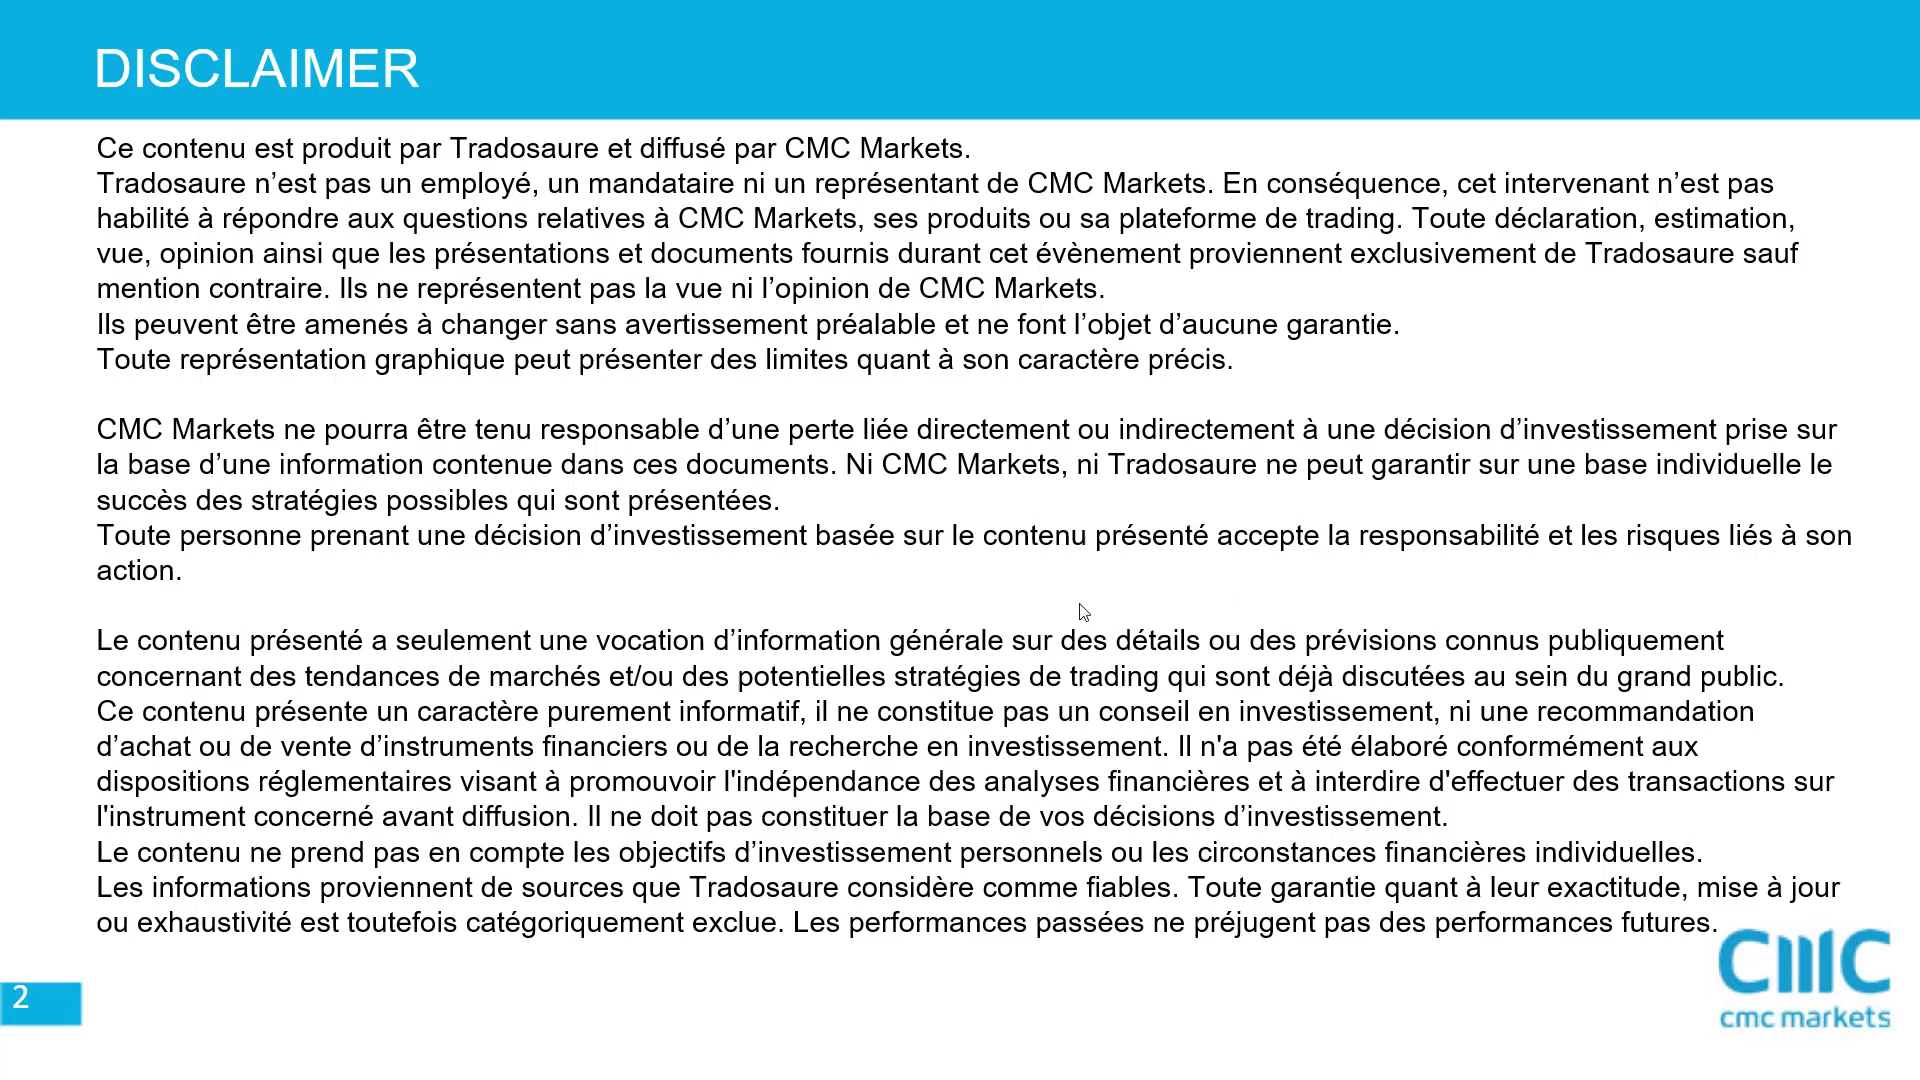 DISCLAIMER
Ce contenu est produit par Tradosaure et diffusé par CMC Markets.
Tradosaure n’est pas un employé, un mandataire ni un représentant de CMC Markets. En conséquence, cet intervenant n’est pas
habilité à répondre aux questions relatives à CMC Markets, ses produits ou sa plateforme de trading. Toute déclaration, estimation,
vue, opinion ainsi que les présentations et documents fournis durant cet évènement proviennent exclusivement de Tradosaure sauf
mention contraire. Ils ne représentent pas la vue ni l’opinion de CMC Markets.
Ils peuvent être amenés à changer sans avertissement préalable et ne font l’objet d’aucune garantie.
Toute représentation graphique peut présenter des limites quant à son caractère précis.
CMC Markets ne pourra être tenu responsable d’une perte liée directement ou indirectement à une décision d’investissement prise sur
la base d’une information contenue dans ces documents. Ni CMC Markets, ni Tradosaure ne peut garantir sur une base individuelle le
succès des stratégies possibles qui sont présentées.
Toute personne prenant une décision d’investissement basée sur le contenu présenté accepte la responsabilité et les risques liés à son
action.
Le contenu présenté a seulement une vocation d’information générale sur des détails ou des prévisions connus publiquement
concernant des tendances de marchés et/ou des potentielles stratégies de trading qui sont déjà discutées au sein du grand public.
Ce contenu présente un caractère purement informatif, il ne constitue pas un conseil en investissement, ni une recommandation
d’achat ou de vente d’instruments financiers ou de la recherche en investissement. Il n'a pas été élaboré conformément aux
dispositions réglementaires visant à promouvoir l'indépendance des analyses financières et à interdire d'effectuer des transactions sur
l'instrument concerné avant diffusion. Il ne doit pas constituer la base de vos décisions d’investissement.
Le contenu ne prend pas en compte les objectifs d’investissement personnels ou les circonstances financières individuelles.
Les informations proviennent de sources que Tradosaure considère comme fiables. Toute garantie quant à leur exactitude, mise à jour
ou exhaustivité est toutefois catégoriquement exclue. Les performances passées ne préjugent pas des performances futures.
CMC
cmc markets
2